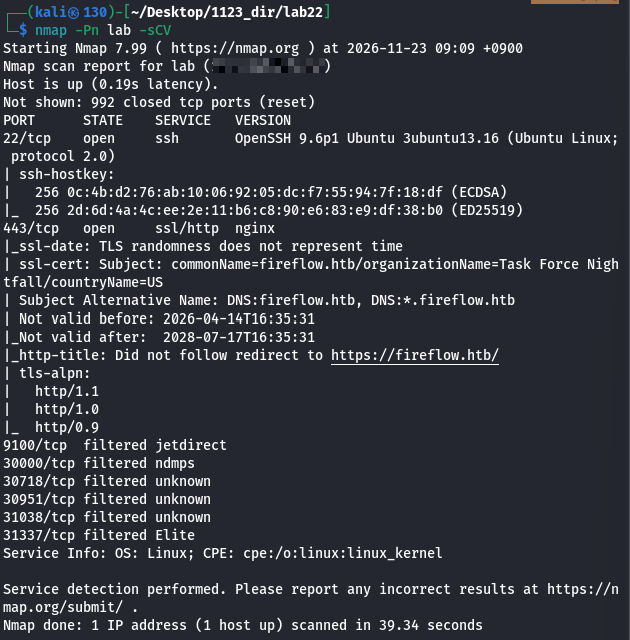 (kali㉿130)-[~/Desktop/1123_dir/lab22]
$ nmap -Pn lab -sCV
Starting Nmap 7.99 ( https://nmap.org ) at 2026-11-23 09:09 +0900
Nmap scan report for lab ( )
Host is up (0.19s latency).
Not shown: 992 closed tcp ports (reset)
PORT      STATE    SERVICE   VERSION
22/tcp    open     ssh       OpenSSH 9.6p1 Ubuntu 3ubuntu13.16 (Ubuntu Linux;
 protocol 2.0)
| ssh-hostkey:
|   256 0c:4b:d2:76:ab:10:06:92:05:dc:f7:55:94:7f:18:df (ECDSA)
|_  256 2d:6d:4a:4c:ee:2e:11:b6:c8:90:e6:83:e9:df:38:b0 (ED25519)
443/tcp   open     ssl/http  nginx
|_ssl-date: TLS randomness does not represent time
| ssl-cert: Subject: commonName=fireflow.htb/organizationName=Task Force Nigh
tfall/countryName=US
| Subject Alternative Name: DNS:fireflow.htb, DNS:*.fireflow.htb
| Not valid before: 2026-04-14T16:35:31
|_Not valid after:  2028-07-17T16:35:31
|_http-title: Did not follow redirect to https://fireflow.htb/
| tls-alpn:
|   http/1.1
|   http/1.0
|_  http/0.9
9100/tcp  filtered jetdirect
30000/tcp filtered ndmps
30718/tcp filtered unknown
30951/tcp filtered unknown
31038/tcp filtered unknown
31337/tcp filtered Elite
Service Info: OS: Linux; CPE: cpe:/o:linux:linux_kernel
Service detection performed. Please report any incorrect results at https://n
map.org/submit/ .
Nmap done: 1 IP address (1 host up) scanned in 39.34 seconds